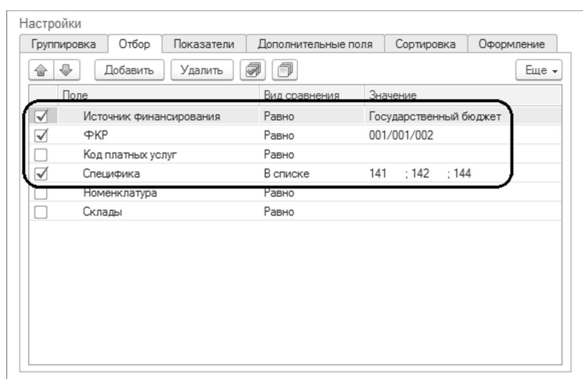 Настройки
Группировка Отбор Показатели Дополнительные поля Сортировка Оформление
Добавить Удалить Еще
Поле Вид сравнения Значение
Источник финансирования Равно Государственный бюджет
ФКР Равно 001/001/002
Код платных услуг Равно
Специфика В списке 141 ; 142 ; 144
Номенклатура Равно
Склады Равно